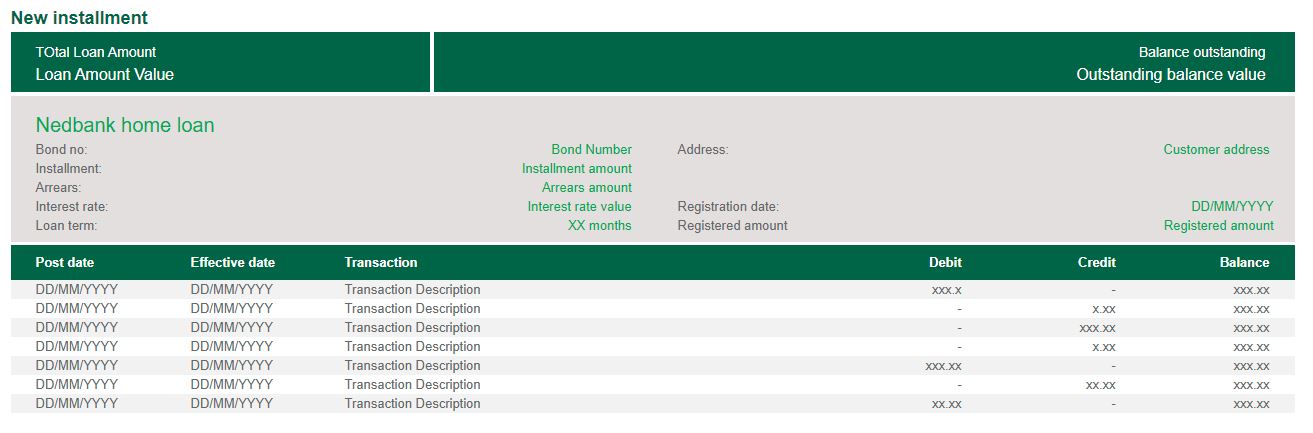 New installment
TOtal Loan Amount Balance outstanding
Loan Amount Value Outstanding balance value
Nedbank home loan
Bond no: Bond Number Address: Customer address
Installment: Installment amount
Arrears: Arrears amount
Interest rate: Interest rate value Registration date: DD/MM/YYYY
Loan term: XX months Registered amount Registered amount
Post date Effective date Transaction Debit Credit Balance
DD/MM/YYYY DD/MM/YYYY Transaction Description xxx.x - xxx.xx
DD/MM/YYYY DD/MM/YYYY Transaction Description - x.xx xxx.xx
DD/MM/YYYY DD/MM/YYYY Transaction Description - xxx.xx xxx.xx
DD/MM/YYYY DD/MM/YYYY Transaction Description - x.xx xxx.xx
DD/MM/YYYY DD/MM/YYYY Transaction Description xxx.xx - xxx.xx
DD/MM/YYYY DD/MM/YYYY Transaction Description - xx.xx xxx.xx
DD/MM/YYYY DD/MM/YYYY Transaction Description xx.xx - xxx.xx